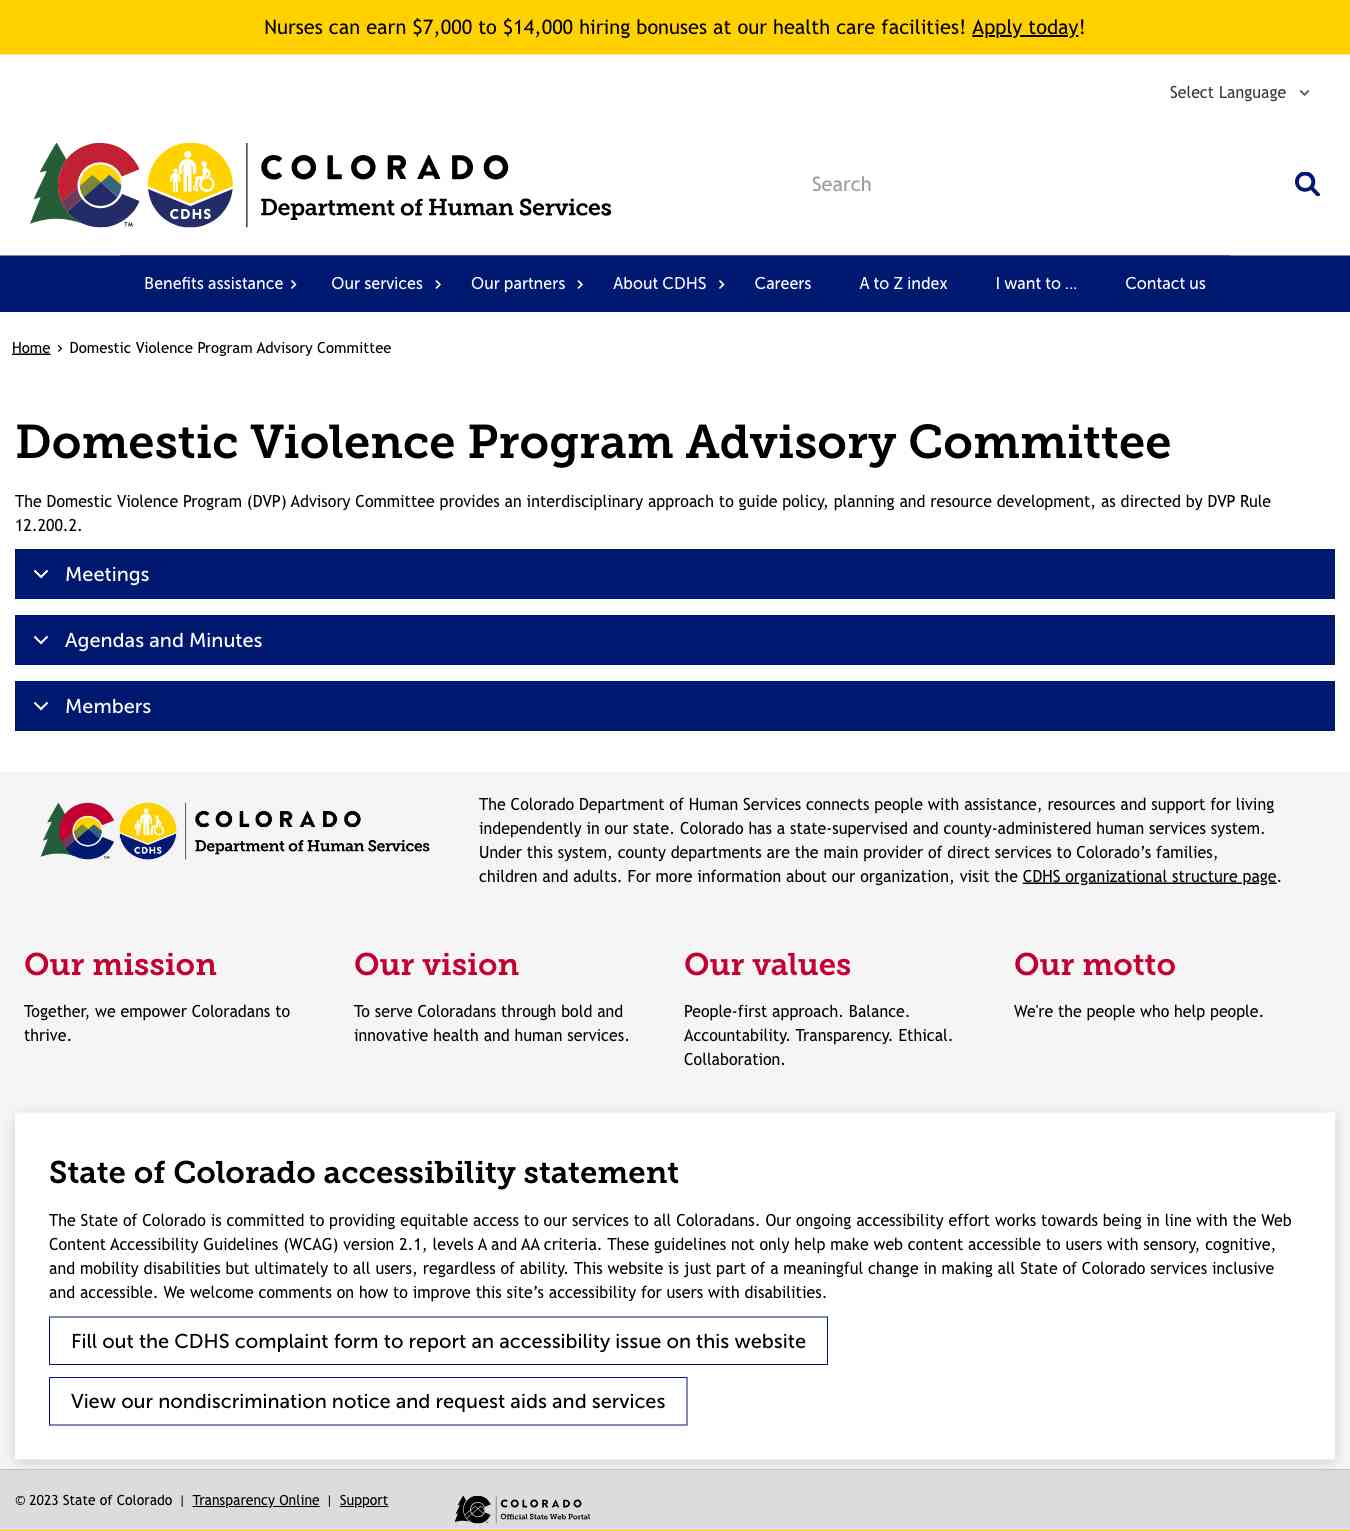 Nurses can earn $7,000 to $14,000 hiring bonuses at our health care facilities! Apply today!
Select Language
COLORADO
Department of Human Services
CDHS
TM
Search
Benefits assistance › Our services › Our partners › About CDHS › Careers A to Z index I want to ... Contact us
Home › Domestic Violence Program Advisory Committee
Domestic Violence Program Advisory Committee
The Domestic Violence Program (DVP) Advisory Committee provides an interdisciplinary approach to guide policy, planning and resource development, as directed by DVP Rule
12.200.2.
Meetings
Agendas and Minutes
Members
COLORADO
Department of Human Services
CDHS
TM
The Colorado Department of Human Services connects people with assistance, resources and support for living
independently in our state. Colorado has a state-supervised and county-administered human services system.
Under this system, county departments are the main provider of direct services to Colorado’s families,
children and adults. For more information about our organization, visit the CDHS organizational structure page.
Our mission
Together, we empower Coloradans to
thrive.
Our vision
To serve Coloradans through bold and
innovative health and human services.
Our values
People-first approach. Balance.
Accountability. Transparency. Ethical.
Collaboration.
Our motto
We're the people who help people.
State of Colorado accessibility statement
The State of Colorado is committed to providing equitable access to our services to all Coloradans. Our ongoing accessibility effort works towards being in line with the Web
Content Accessibility Guidelines (WCAG) version 2.1, levels A and AA criteria. These guidelines not only help make web content accessible to users with sensory, cognitive,
and mobility disabilities but ultimately to all users, regardless of ability. This website is just part of a meaningful change in making all State of Colorado services inclusive
and accessible. We welcome comments on how to improve this site’s accessibility for users with disabilities.
Fill out the CDHS complaint form to report an accessibility issue on this website
View our nondiscrimination notice and request aids and services
© 2023 State of Colorado | Transparency Online | Support
COLORADO
Official State Web Portal